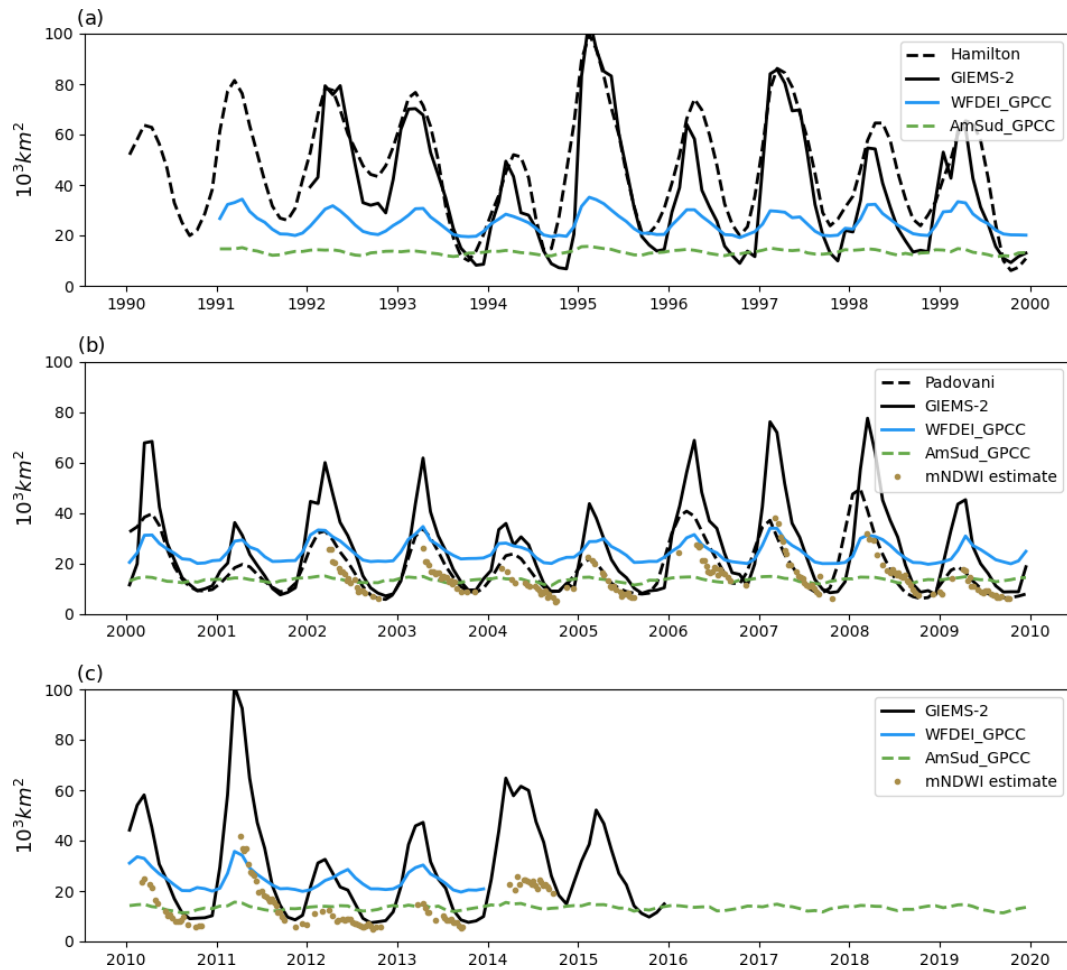 (a)
100
80
60
40
20
0
10³km²
Hamilton
GIEMS-2
WFDEI_GPCC
AmSud_GPCC
1990 1991 1992 1993 1994 1995 1996 1997 1998 1999 2000
(b)
100
80
60
40
20
0
10³km²
Padovani
GIEMS-2
WFDEI_GPCC
AmSud_GPCC
mNDWI estimate
2000 2001 2002 2003 2004 2005 2006 2007 2008 2009 2010
(c)
100
80
60
40
20
0
10³km²
GIEMS-2
WFDEI_GPCC
AmSud_GPCC
mNDWI estimate
2010 2011 2012 2013 2014 2015 2016 2017 2018 2019 2020